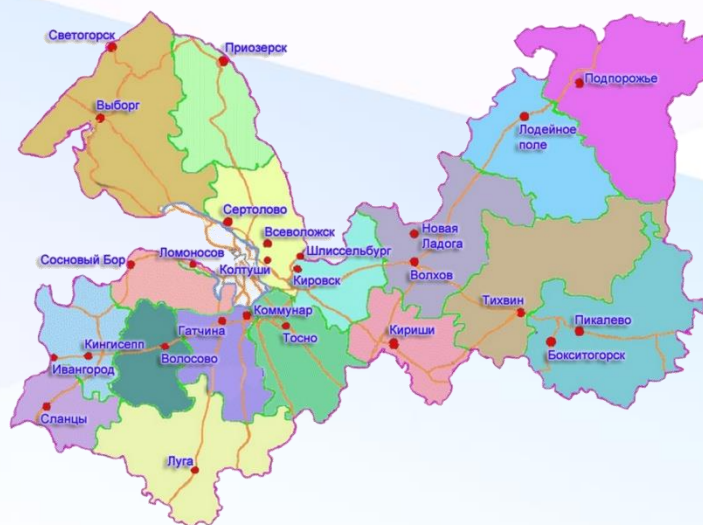 Светогорск
Приозерск
Подпорожье
Выборг
Лодейное
поле
Сертолово
Новая
Ладога
Всеволожск
Шлиссельбург
Ломоносов
Сосновый Бор
Колтуши
Кировск
Волхов
Тихвин
Коммунар
Пикалево
Гатчина
Кириши
Тосно
Кингисепп
Бокситогорск
Ивангород
Волосово
Сланцы
Луга